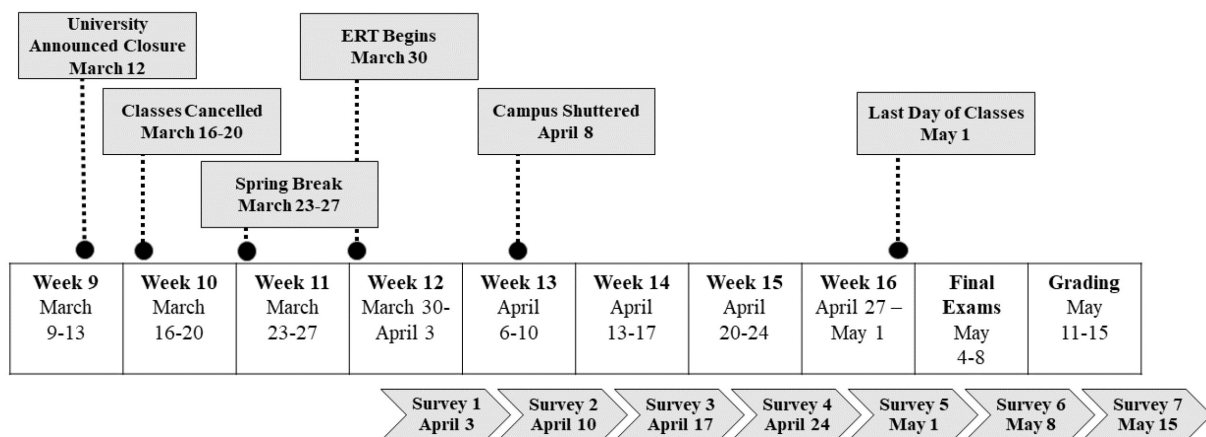 University
Announced Closure
March 12
ERT Begins
March 30
Classes Cancelled
March 16-20
Campus Shuttered
April 8
Last Day of Classes
May 1
Spring Break
March 23-27
Week 9
March
9-13
Week 10
March
16-20
Week 11
March
23-27
Week 12
March 30-
April 3
Week 13
April
6-10
Week 14
April
13-17
Week 15
April
20-24
Week 16
April 27 –
May 1
Final
Exams
May
4-8
Grading
May
11-15
Survey 1
April 3
Survey 2
April 10
Survey 3
April 17
Survey 4
April 24
Survey 5
May 1
Survey 6
May 8
Survey 7
May 15